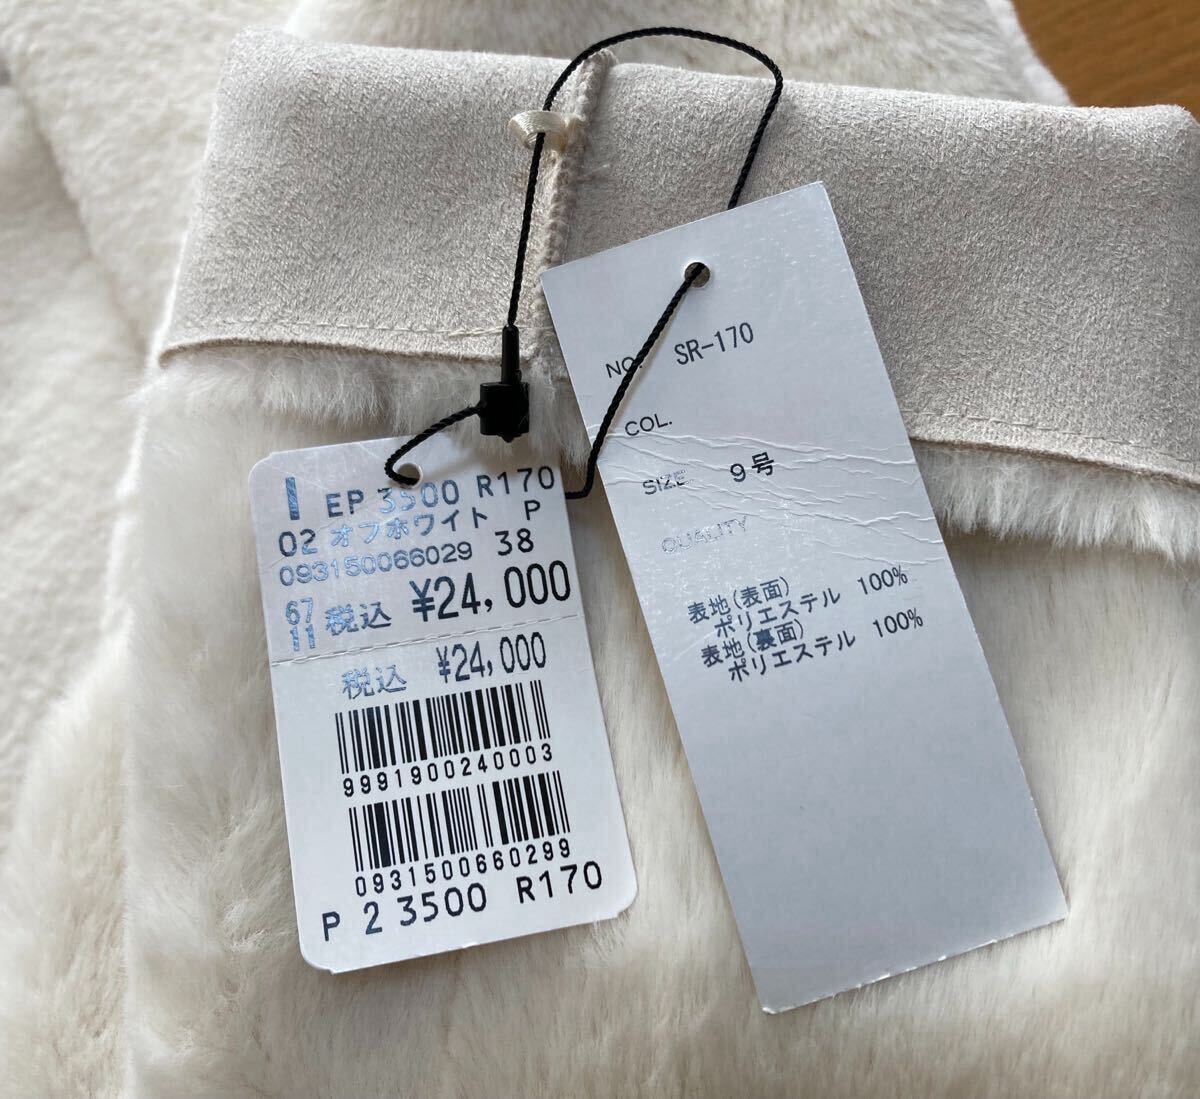 I EP 3500 R170
02 オフホワイト P
093150066029 38
67
11 税込 ¥24,000
税込 ¥24,000
9991900240003
0931500660299
P 2 3500 R170
NO. SR-170
COL.
SIZE 9号
QUALITY
表地(表面)
ポリエステル 100%
表地(裏面)
ポリエステル 100%